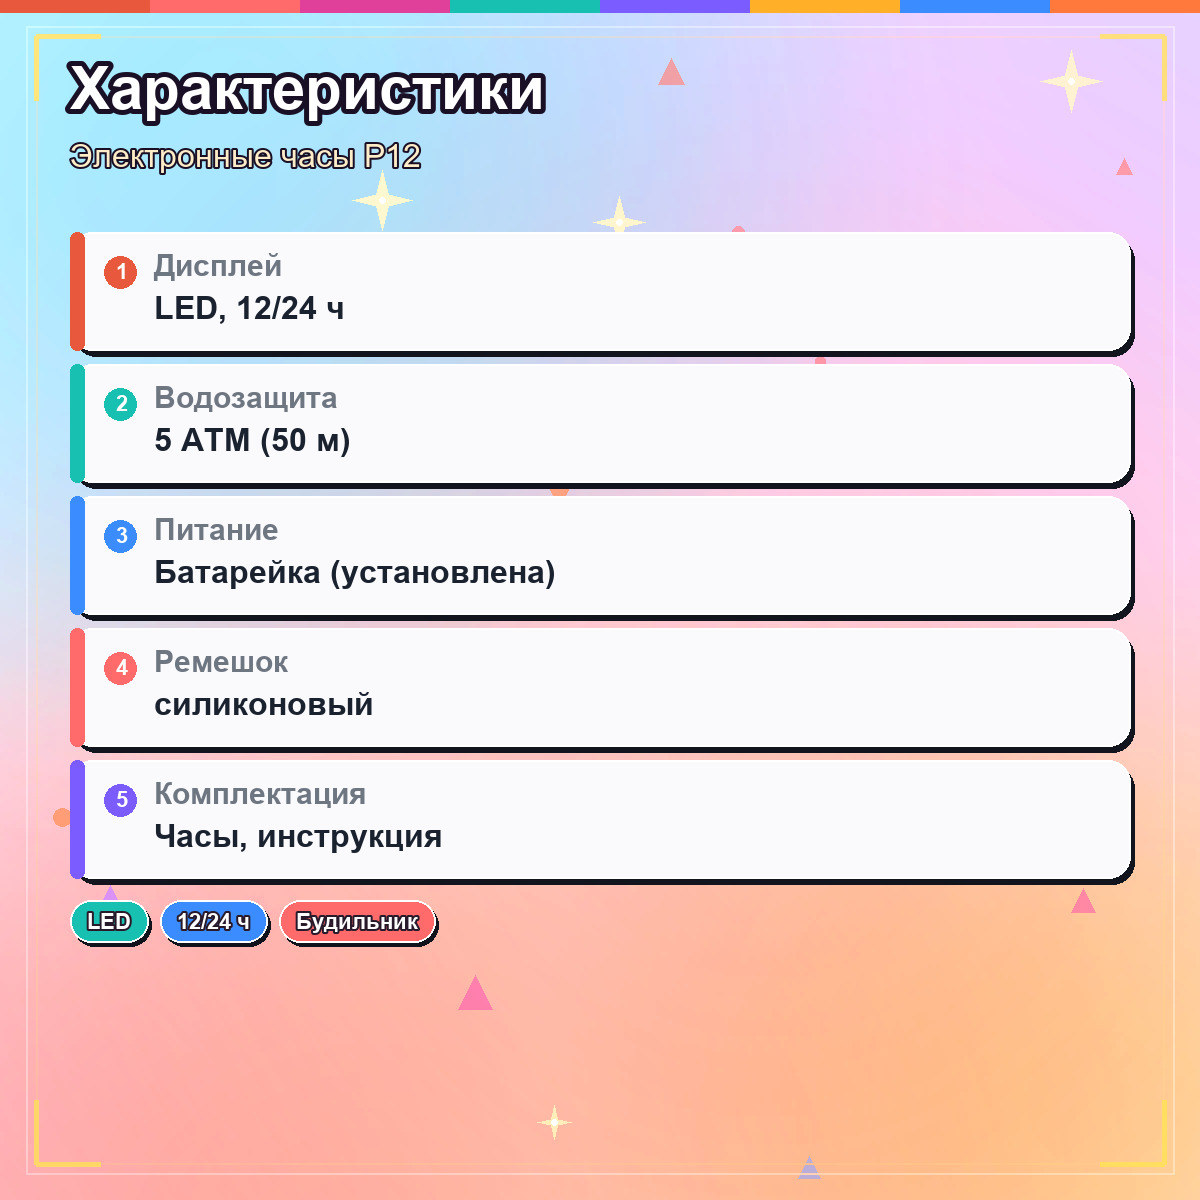 Характеристики
Электронные часы P12
1 Дисплей
LED, 12/24 ч
2 Водозащита
5 ATM (50 м)
3 Питание
Батарейка (установлена)
4 Ремешок
силиконовый
5 Комплектация
Часы, инструкция
LED 12/24 ч Будильник